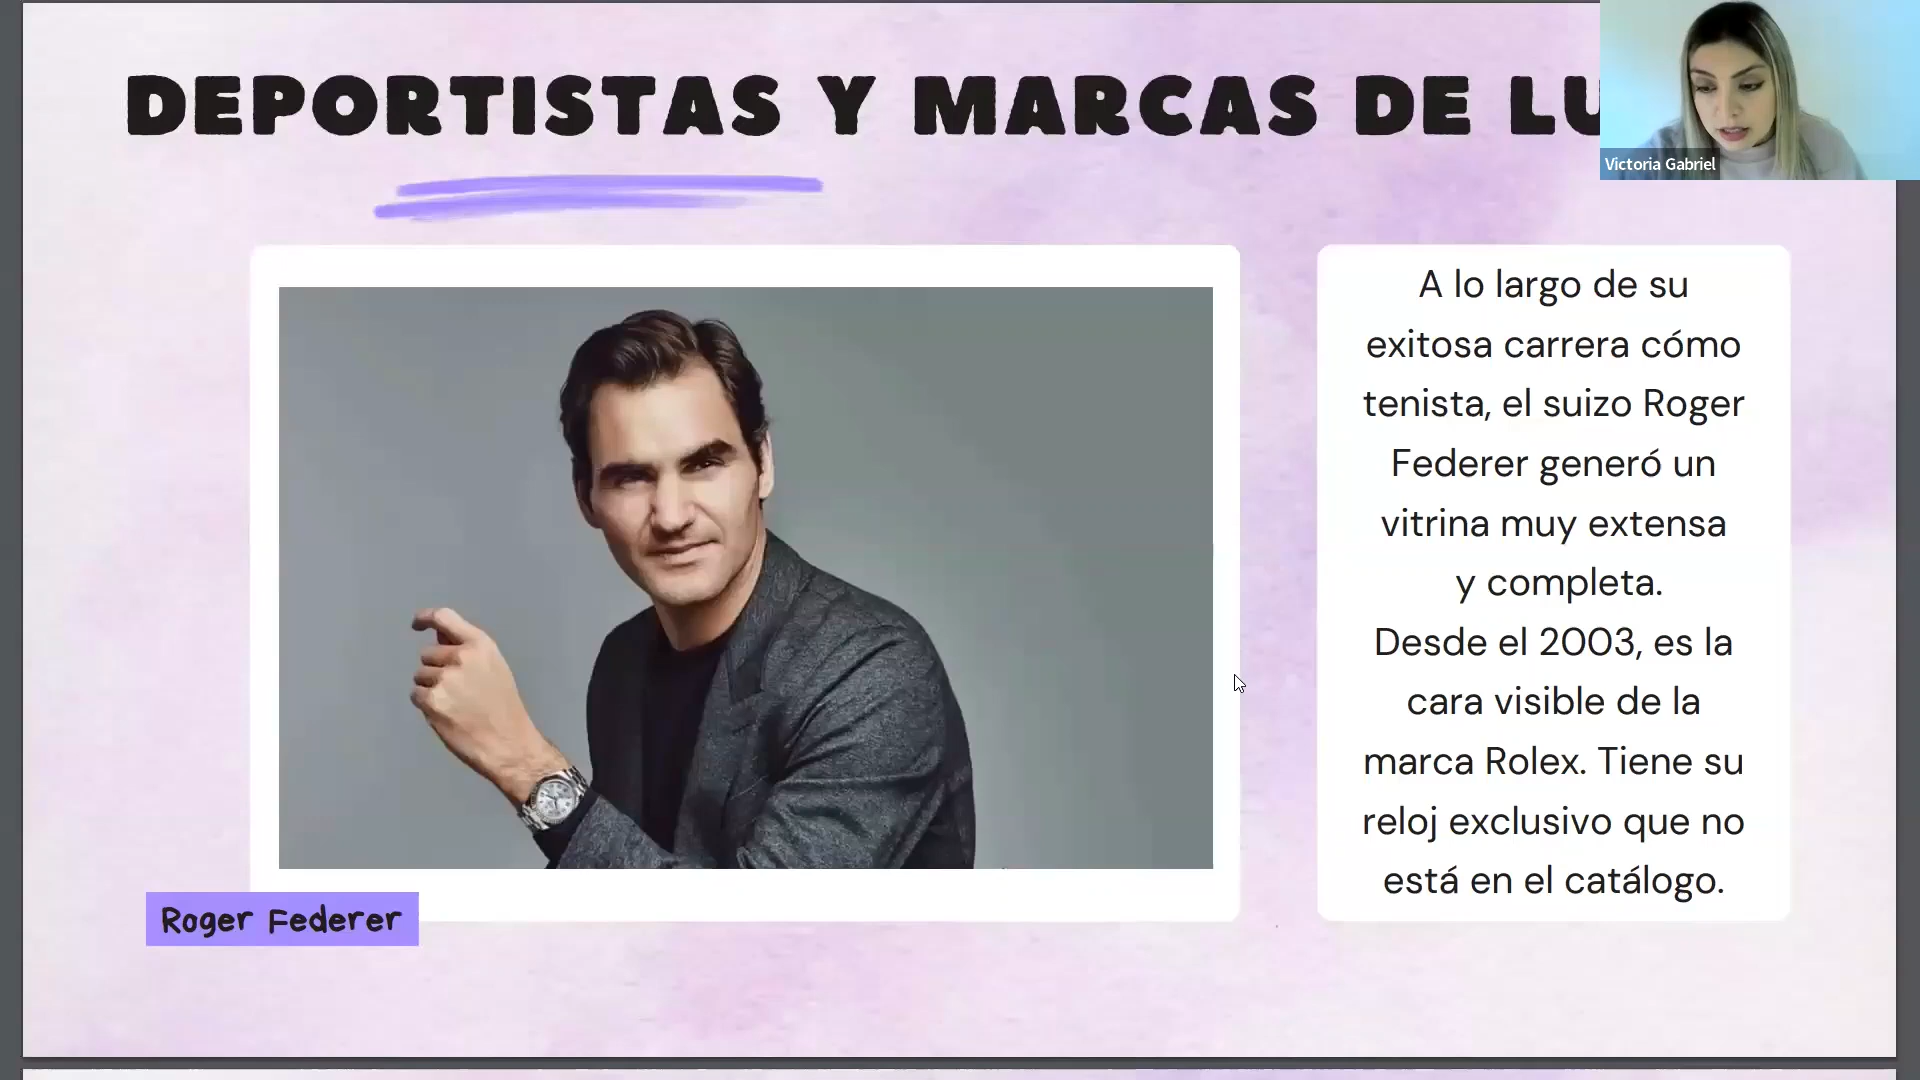 DEPORTISTAS Y MARCAS DE LU
Victoria Gabriel
A lo largo de su
exitosa carrera cómo
tenista, el suizo Roger
Federer generó un
vitrina muy extensa
y completa.
Desde el 2003, es la
cara visible de la
marca Rolex. Tiene su
reloj exclusivo que no
está en el catálogo.
Roger Federer